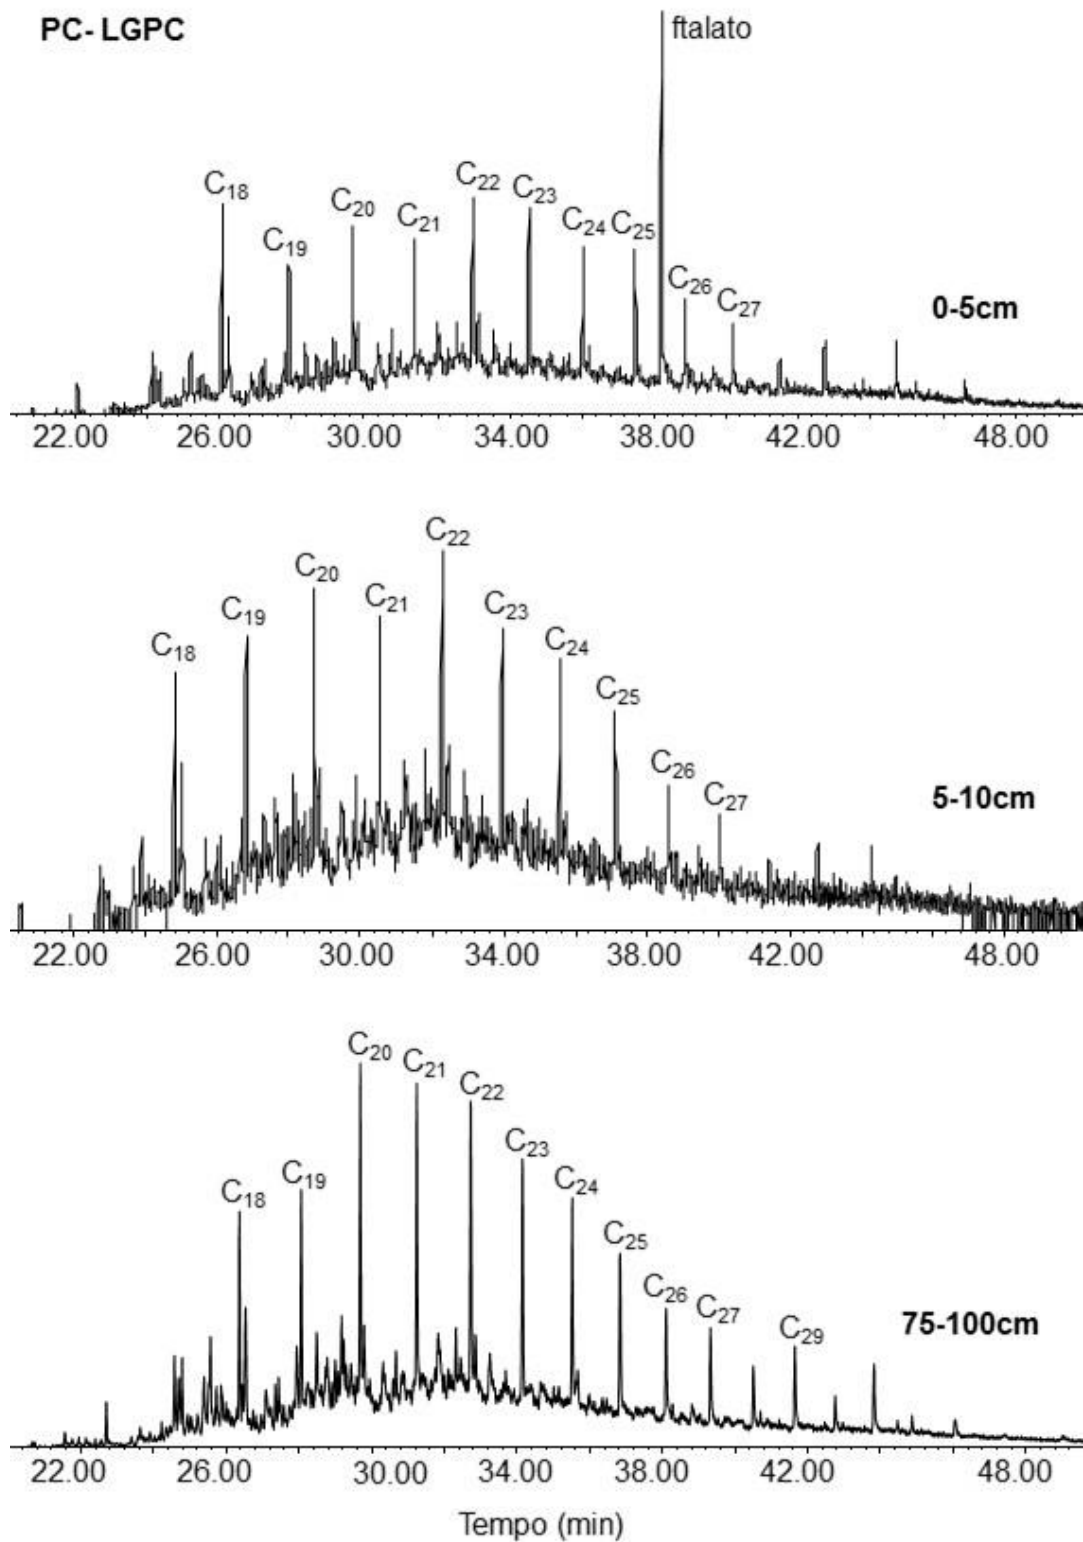 PC- LGPC
ftalato
C18 C19 C20 C21 C22 C23 C24 C25 C26 C27
0-5cm
22.00 26.00 30.00 34.00 38.00 42.00 48.00
C18 C19 C20 C21 C22 C23 C24 C25 C26 C27
5-10cm
22.00 26.00 30.00 34.00 38.00 42.00 48.00
C18 C19 C20 C21 C22 C23 C24 C25 C26 C27 C29
75-100cm
22.00 26.00 30.00 34.00 38.00 42.00 48.00
Tempo (min)